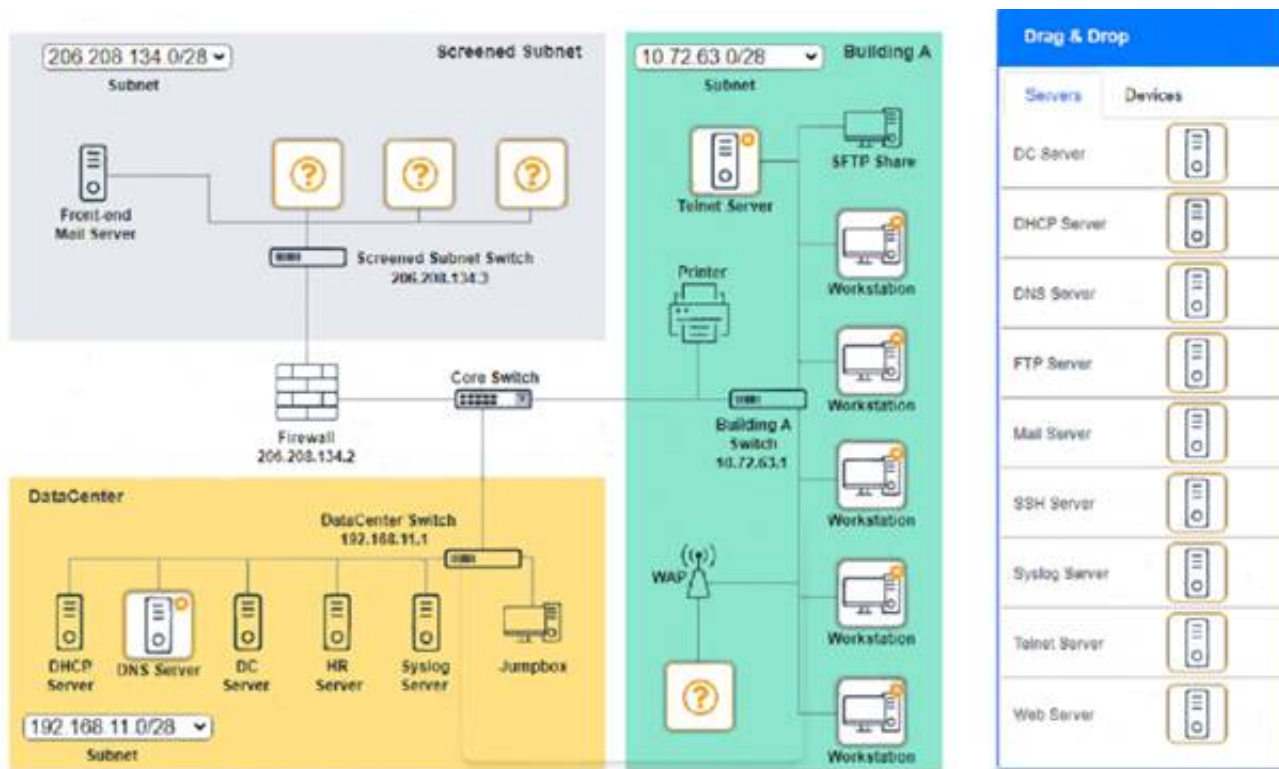 206.208.134.0/28
Subnet
Screened Subnet
?
?
?
Front-end
Mail Server
Screened Subnet Switch
206.208.134.3
Firewall
206.208.134.2
Core Switch
10.72.63.0/28
Subnet
Building A
Telnet Server
SFTP Share
Workstation
Printer
Workstation
Building A
Switch
10.72.63.1
Workstation
WAP
Workstation
?
Workstation
DataCenter
DataCenter Switch
192.168.11.1
DHCP
Server
DNS Server
DC
Server
HR
Server
Syslog
Server
Jumpbox
192.168.11.0/28
Subnet
Drag & Drop
Servers
Devices
DC Server
DHCP Server
DNS Server
FTP Server
Mail Server
SSH Server
Syslog Server
Telnet Server
Web Server